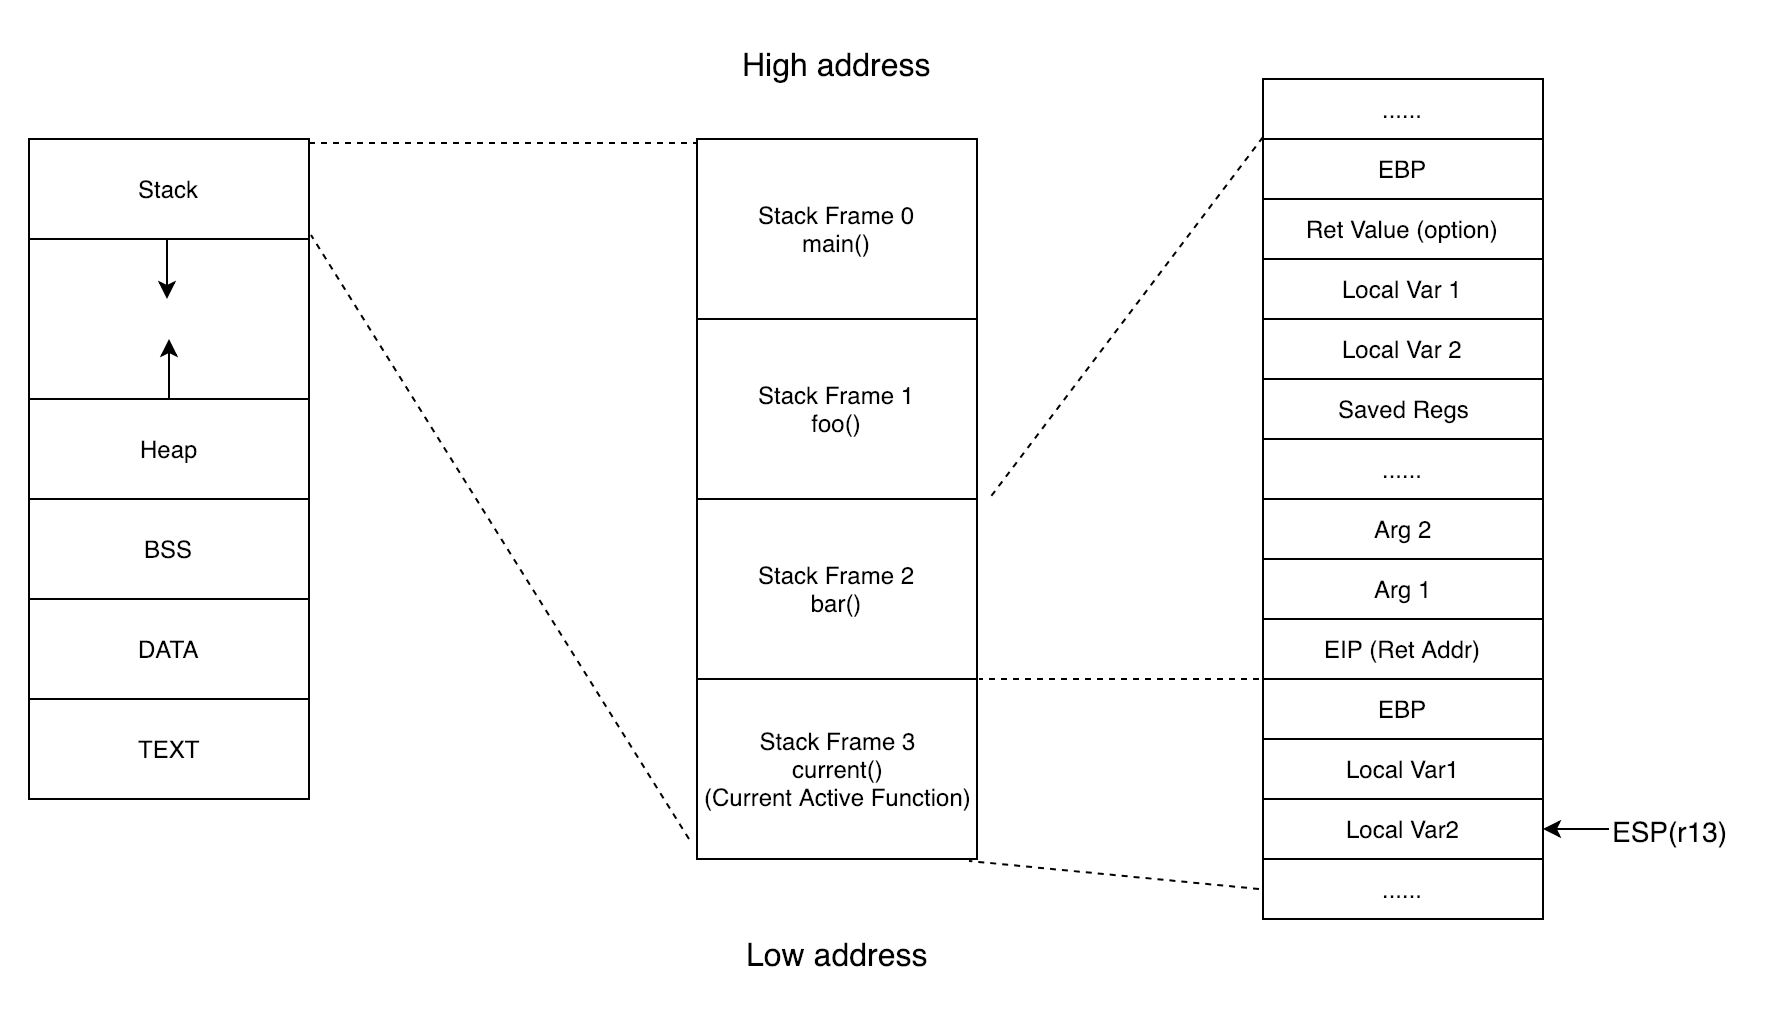 High address
Stack
Heap
BSS
DATA
TEXT
Stack Frame 0
main()
Stack Frame 1
foo()
Stack Frame 2
bar()
Stack Frame 3
current()
(Current Active Function)
......
EBP
Ret Value (option)
Local Var 1
Local Var 2
Saved Regs
......
Arg 2
Arg 1
EIP (Ret Addr)
EBP
Local Var1
Local Var2
......
ESP(r13)
Low address